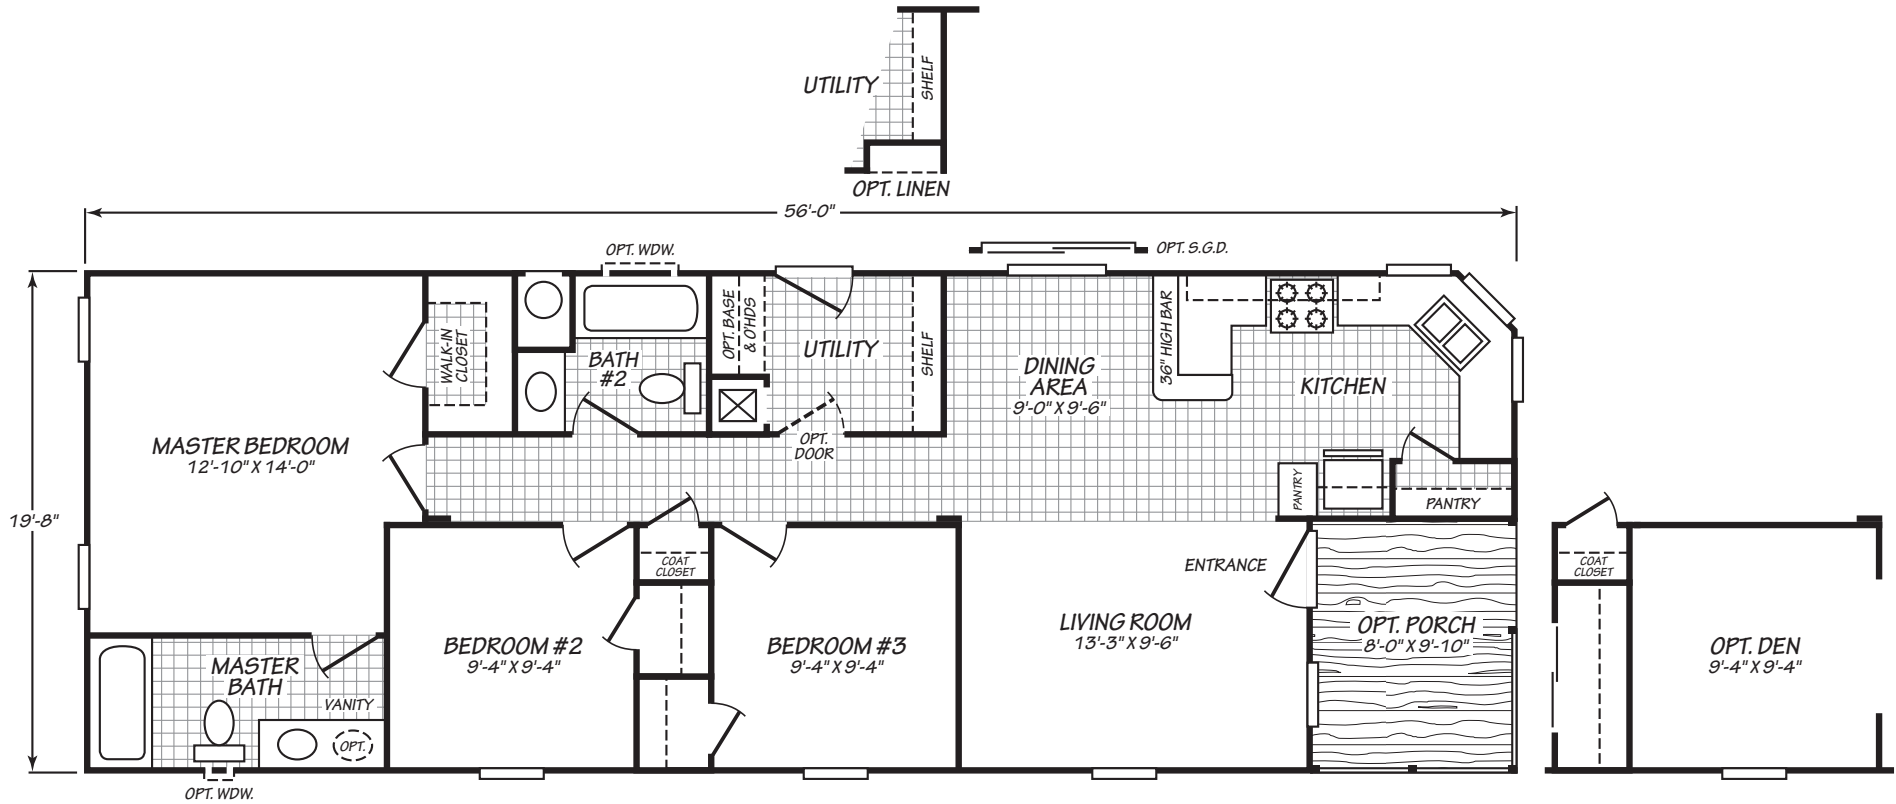 UTILITY
SHELF
OPT. LINEN
56'-0"
OPT. WDW.
OPT. S.G.D.
WALK-IN
CLOSET
BATH
#2
OPT. BASE
& O'HDS
UTILITY
SHELF
DINING
AREA
9'-0" X 9'-6"
36" HIGH BAR
KITCHEN
MASTER BEDROOM
12'-10" X 14'-0"
OPT.
DOOR
PANTRY
PANTRY
19'-8"
COAT
CLOSET
ENTRANCE
COAT
CLOSET
LIVING ROOM
13'-3" X 9'-6"
OPT. PORCH
8'-0" X 9'-10"
BEDROOM #2
9'-4" X 9'-4"
BEDROOM #3
9'-4" X 9'-4"
OPT. DEN
9'-4" X 9'-4"
MASTER
BATH
VANITY
OPT.
OPT. WDW.